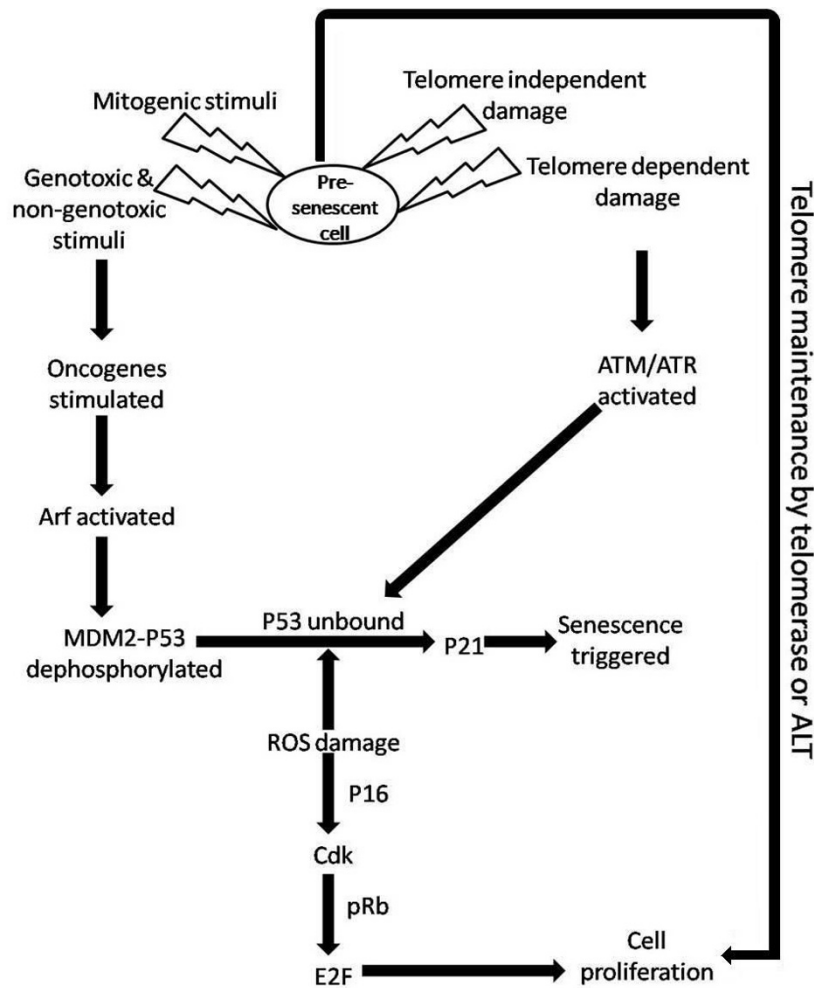 Mitogenic stimuli
Telomere independent
damage
Genotoxic &
non-genotoxic
stimuli
Pre-
senescent
cell
Telomere dependent
damage
Telomere maintenance by telomerase or ALT
Oncogenes
stimulated
ATM/ATR
activated
Arf activated
MDM2-P53
dephosphorylated
P53 unbound
P21
Senescence
triggered
ROS damage
P16
Cdk
pRb
E2F
Cell
proliferation